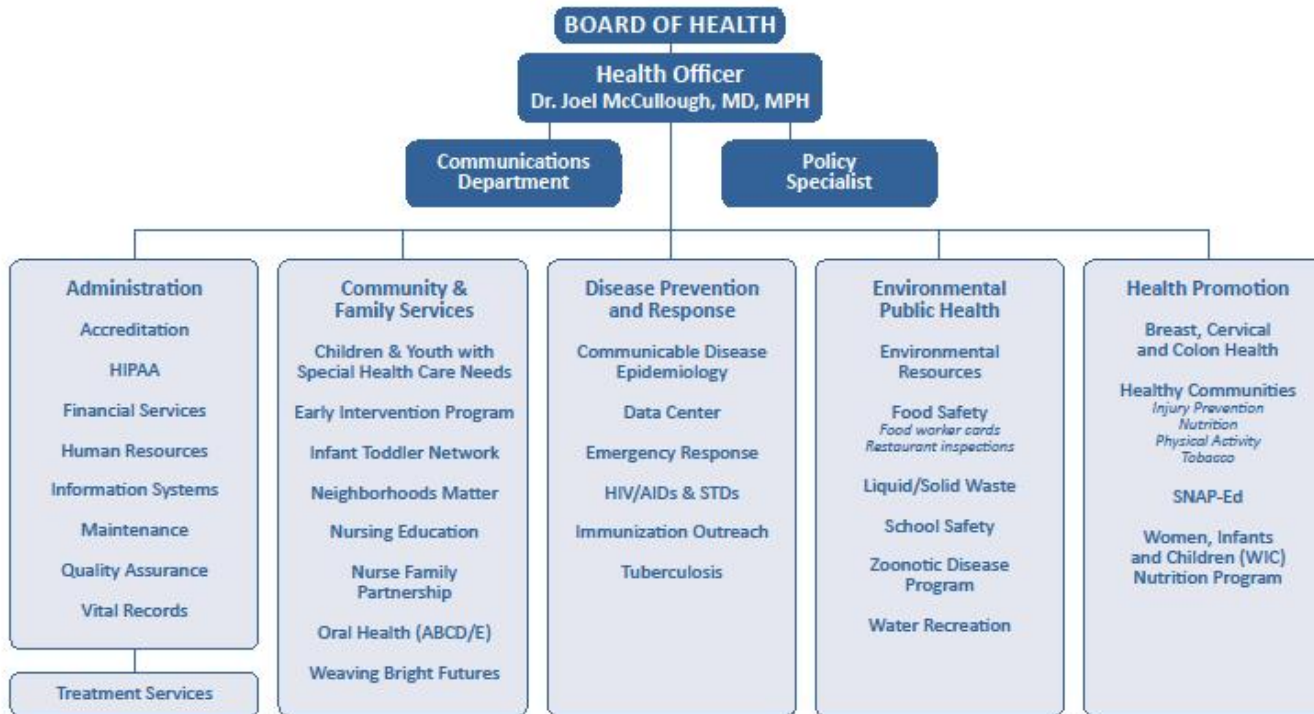 BOARD OF HEALTH
Health Officer
Dr. Joel McCullough, MD, MPH
Communications
Department
Policy
Specialist
Administration
Accreditation
HIPAA
Financial Services
Human Resources
Information Systems
Maintenance
Quality Assurance
Vital Records
Treatment Services
Community &
Family Services
Children & Youth with
Special Health Care Needs
Early Intervention Program
Infant Toddler Network
Neighborhoods Matter
Nursing Education
Nurse Family
Partnership
Oral Health (ABCD/E)
Weaving Bright Futures
Disease Prevention
and Response
Communicable Disease
Epidemiology
Data Center
Emergency Response
HIV/AIDs & STDs
Immunization Outreach
Tuberculosis
Environmental
Public Health
Environmental
Resources
Food Safety
Food worker cards
Restaurant inspections
Liquid/Solid Waste
School Safety
Zoonotic Disease
Program
Water Recreation
Health Promotion
Breast, Cervical
and Colon Health
Healthy Communities
Injury Prevention
Nutrition
Physical Activity
Tobacco
SNAP-Ed
Women, Infants
and Children (WIC)
Nutrition Program